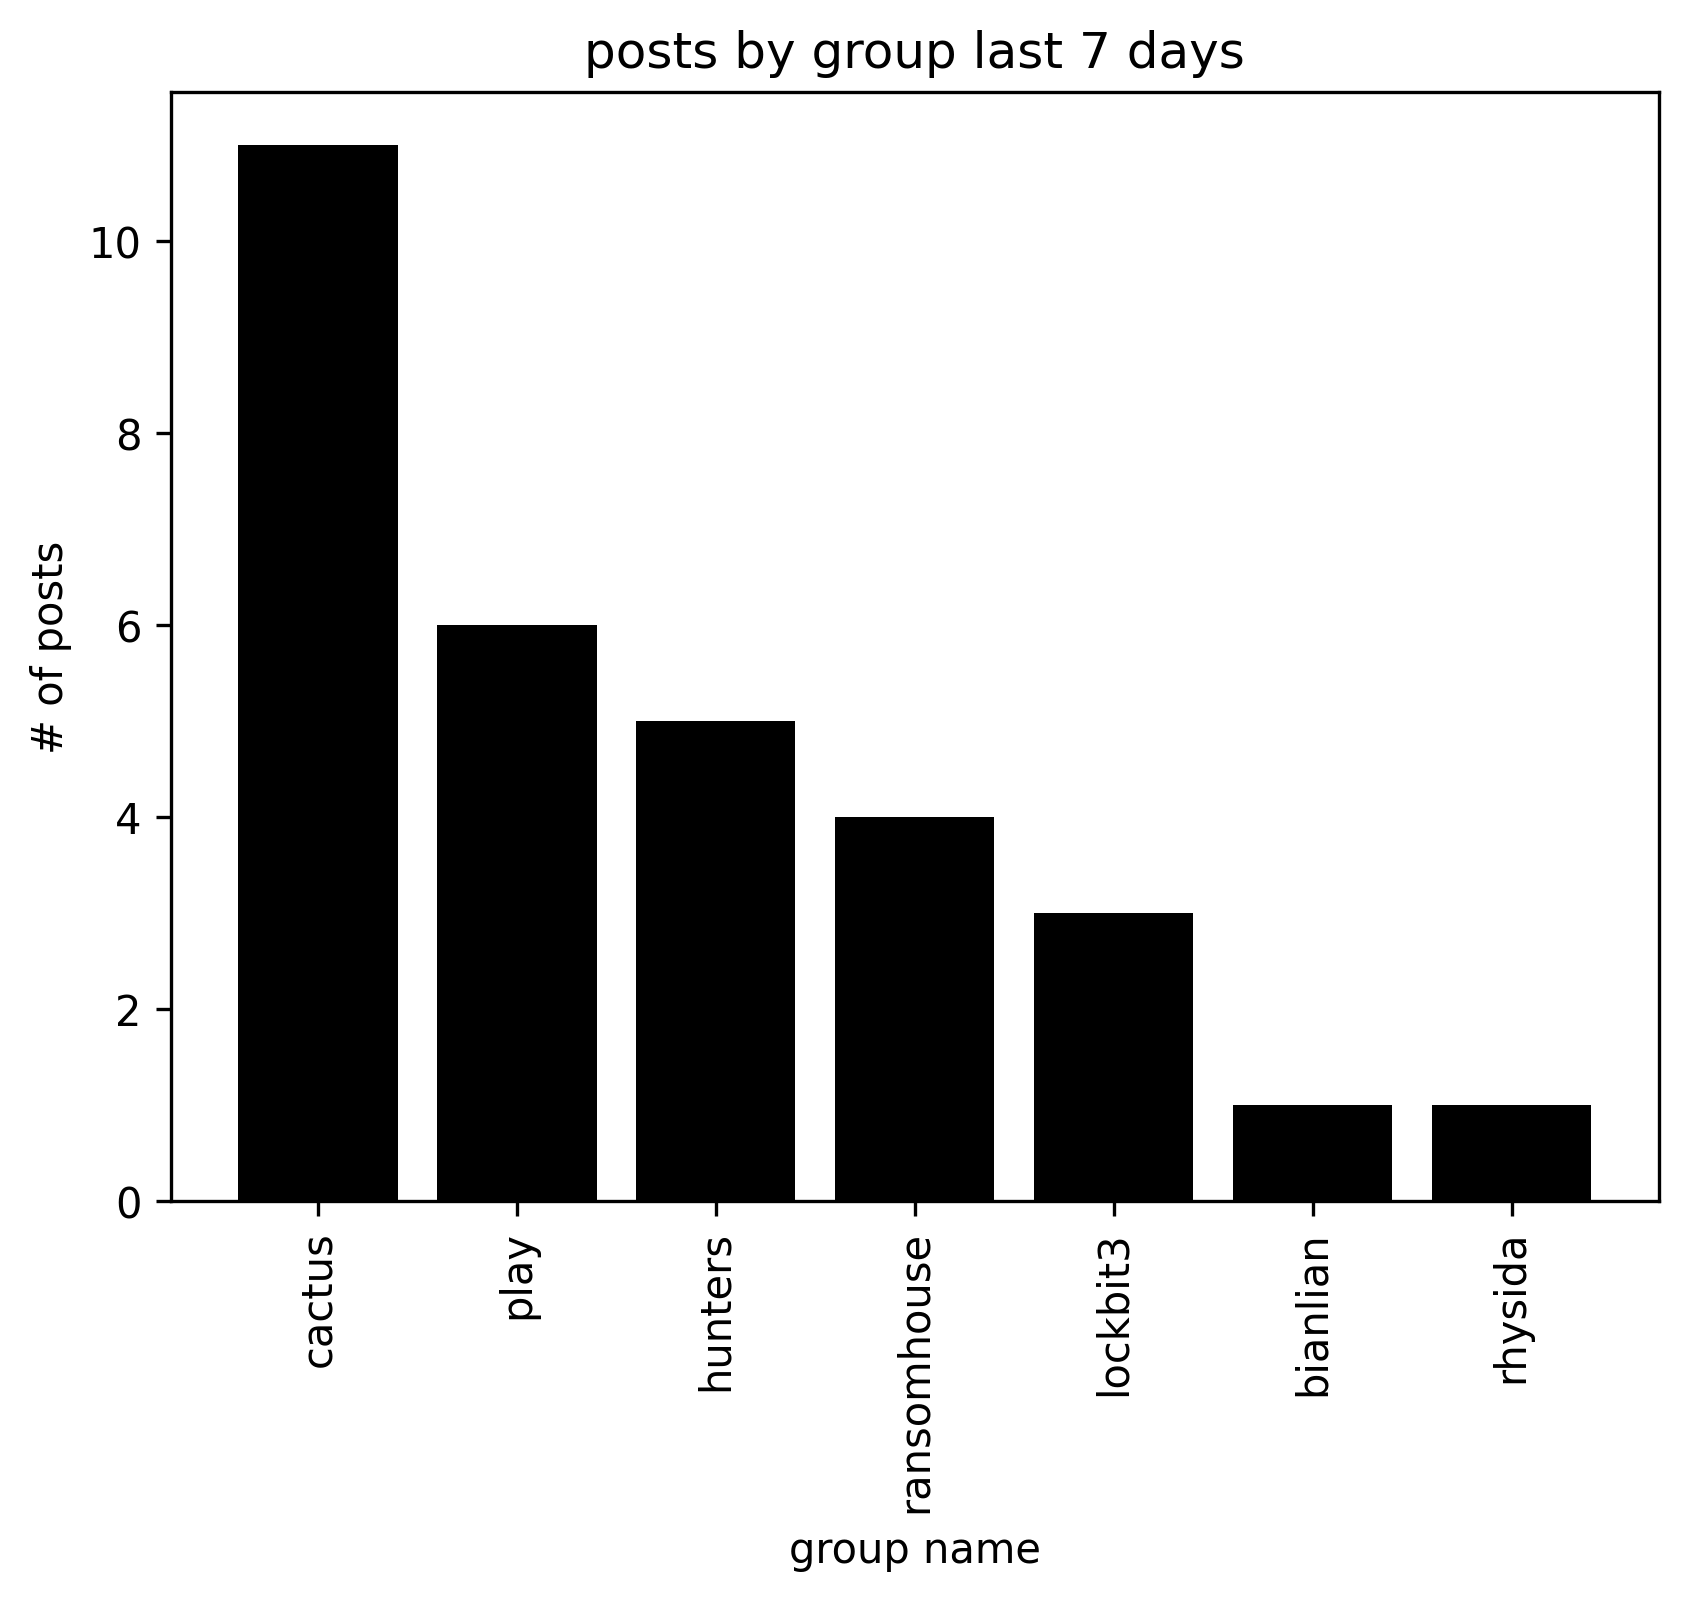 posts by group last 7 days
# of posts
10
8
6
4
2
0
cactus
play
hunters
ransomhouse
lockbit3
bianlian
rhysida
group name